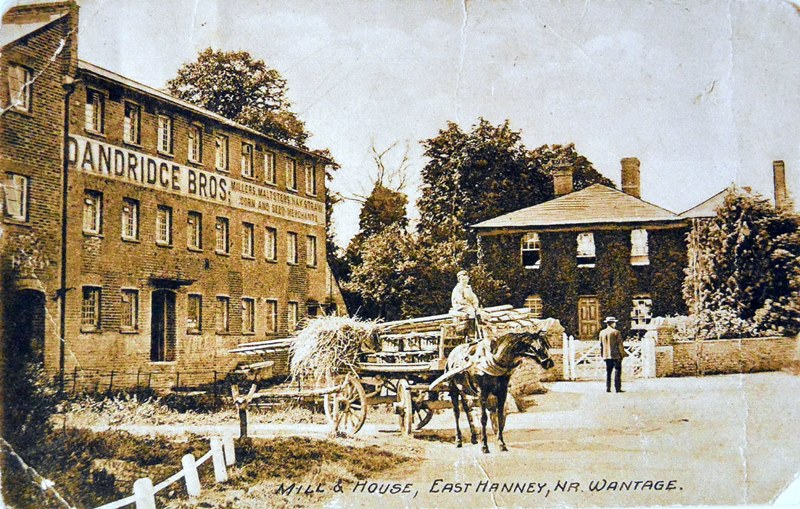 DANDRIDGE BROS.
MILLERS, MALTSTERS, HAY, STRAW,
CORN AND SEED MERCHANTS
MILL & HOUSE, EAST HANNEY, NR. WANTAGE.